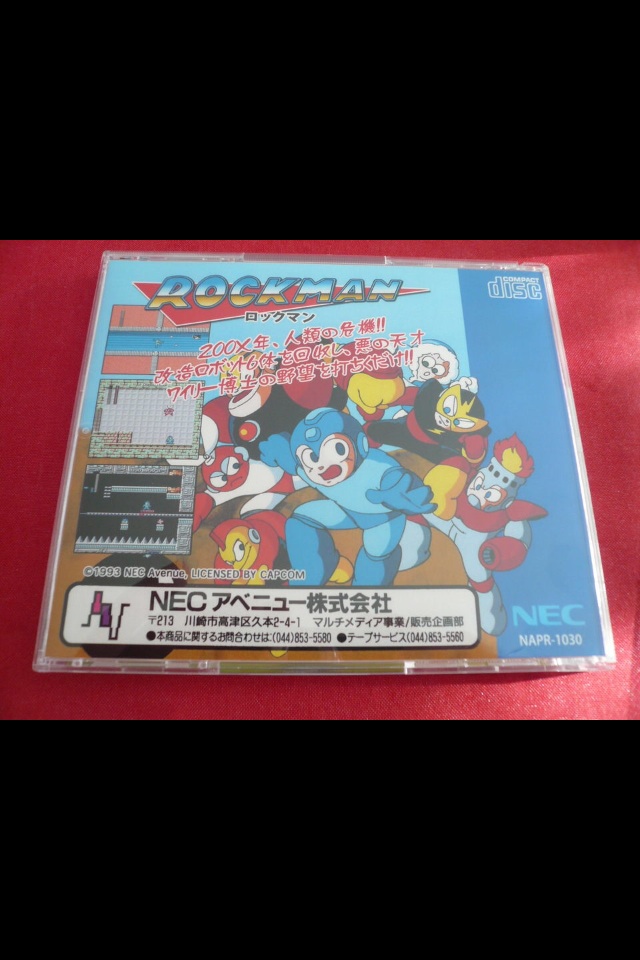 ROCKMAN
ロックマン
COMPACT
disc
200X年、人類の危機!!
改造ロボット6体を回収し、悪の天才
ワイリー博士の野望を打ちくだけ!!
©1993 NEC Avenue, LICENSED BY CAPCOM
NEC アベニュー株式会社
〒213 川崎市高津区久本2-4-1 マルチメディア事業/販売企画部
●本商品に関するお問合わせは:(044)853-5580 ●テープサービス(044)853-5560
NEC
NAPR-1030